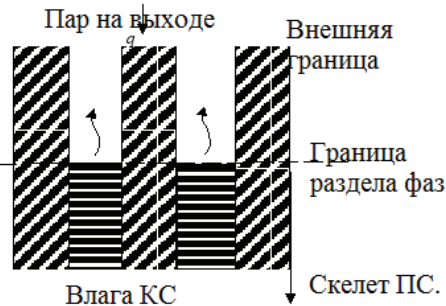 Пар на выходе
q
Внешняя
граница
Граница
раздела фаз
Скелет ПС.
Влага КС